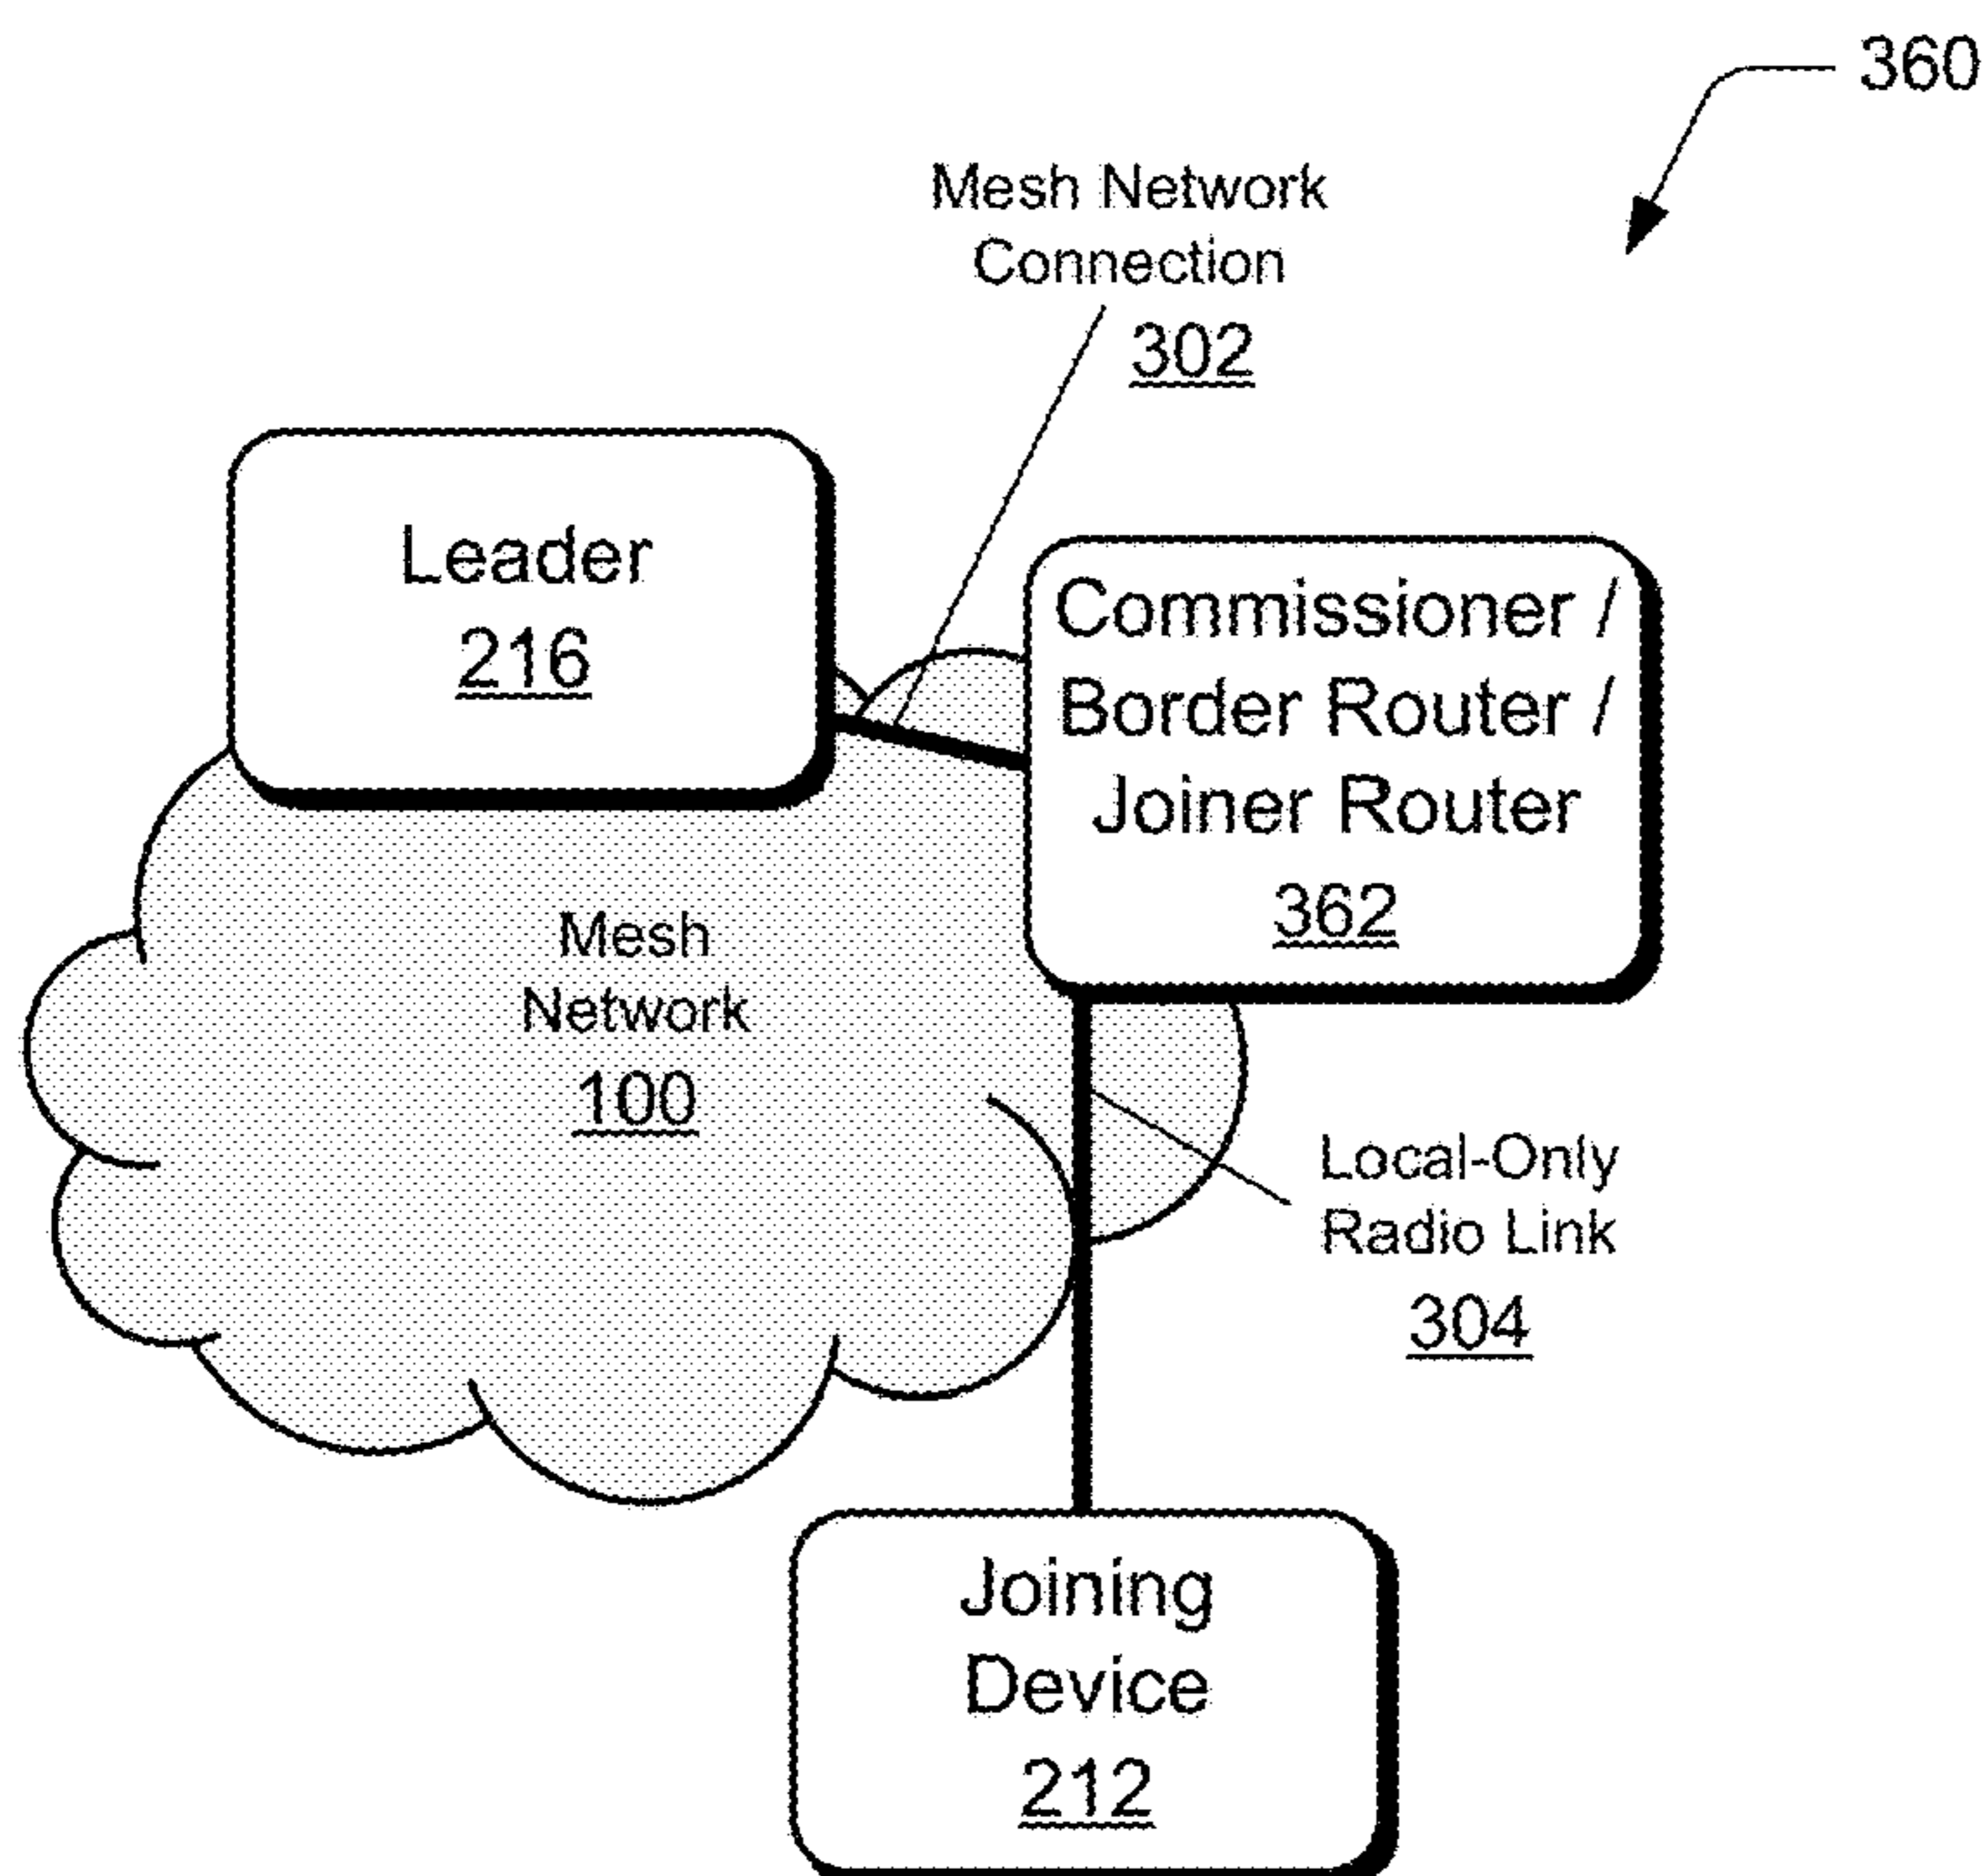 360
Mesh Network
Connection
302
Leader
216
Commissioner /
Border Router /
Joiner Router
362
Mesh
Network
100
Local-Only
Radio Link
304
Joining
Device
212